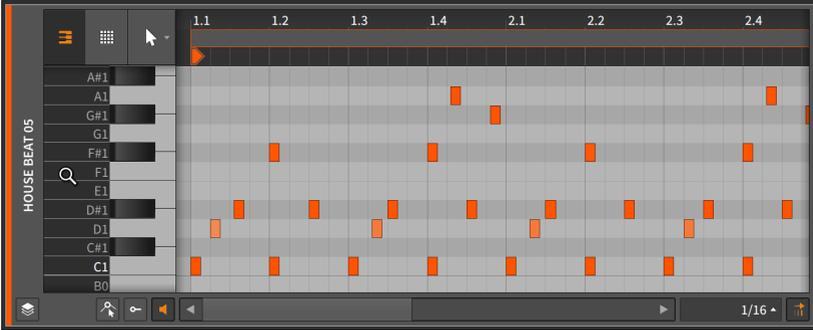 1.1 1.2 1.3 1.4 2.1 2.2 2.3 2.4
HOUSE BEAT 05
A#1
A1
G#1
G1
F#1
F1
E1
D#1
D1
C#1
C1
B0
1/16